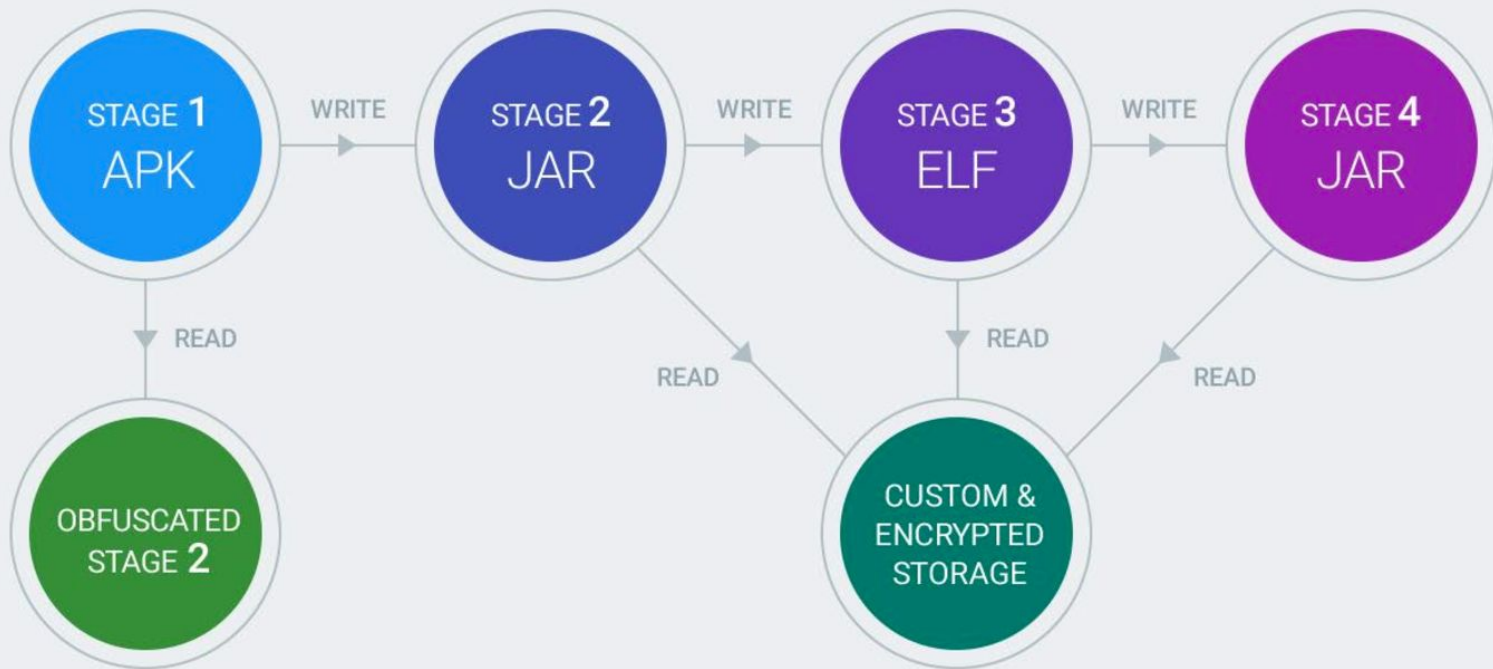 STAGE 1
APK
WRITE
STAGE 2
JAR
WRITE
STAGE 3
ELF
WRITE
STAGE 4
JAR
READ
READ
READ
READ
OBFUSCATED
STAGE 2
CUSTOM &
ENCRYPTED
STORAGE